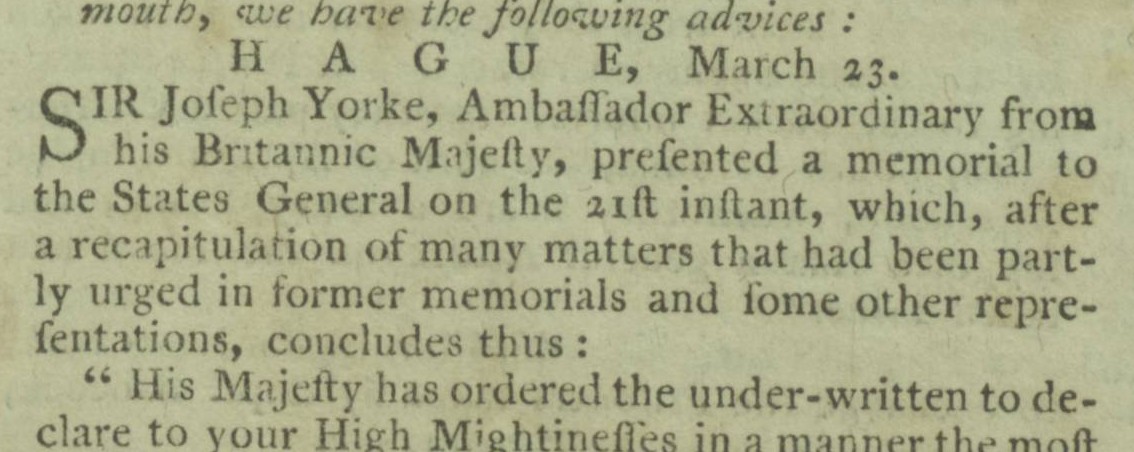 mouth, we have the following advices :
H A G U E, March 23.
SIR Joſeph Yorke, Ambaſſador Extraordinary from
his Britannic Majeſty, preſented a memorial to
the States General on the 21ſt inſtant, which, after
a recapitulation of many matters that had been part-
ly urged in former memorials and ſome other repre-
ſentations, concludes thus :
“ His Majeſty has ordered the under-written to de-
clare to your High Mightineſſes in a manner the moſt